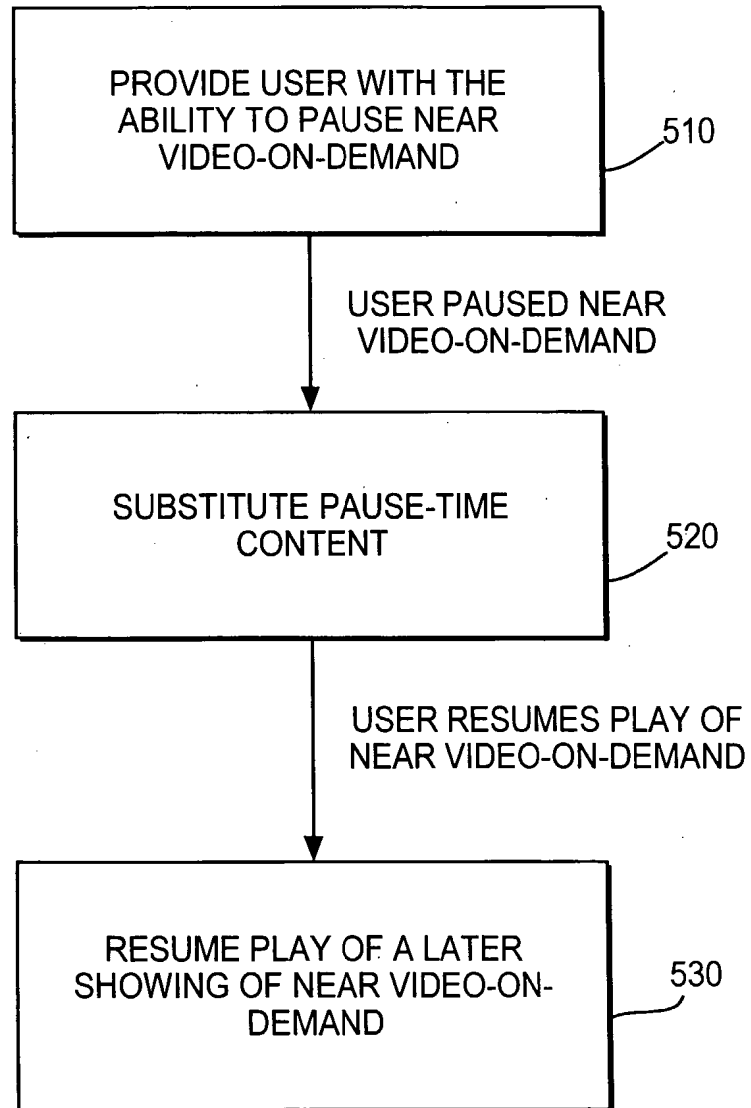 PROVIDE USER WITH THE
ABILITY TO PAUSE NEAR
VIDEO-ON-DEMAND
510
USER PAUSED NEAR
VIDEO-ON-DEMAND
SUBSTITUTE PAUSE-TIME
CONTENT
520
USER RESUMES PLAY OF
NEAR VIDEO-ON-DEMAND
RESUME PLAY OF A LATER
SHOWING OF NEAR VIDEO-ON-
DEMAND
530